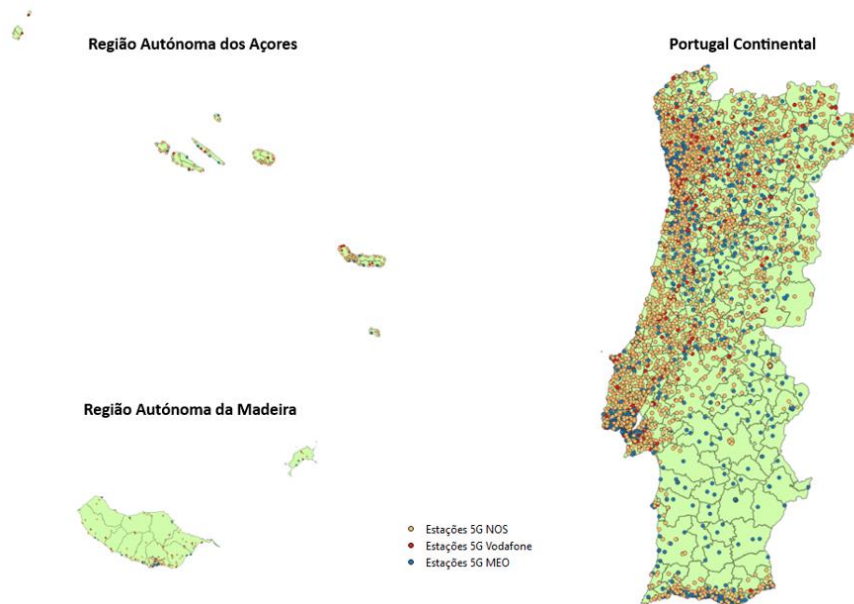 Região Autónoma dos Açores
Portugal Continental
Região Autónoma da Madeira
Estações 5G NOS
Estações 5G Vodafone
Estações 5G MEO